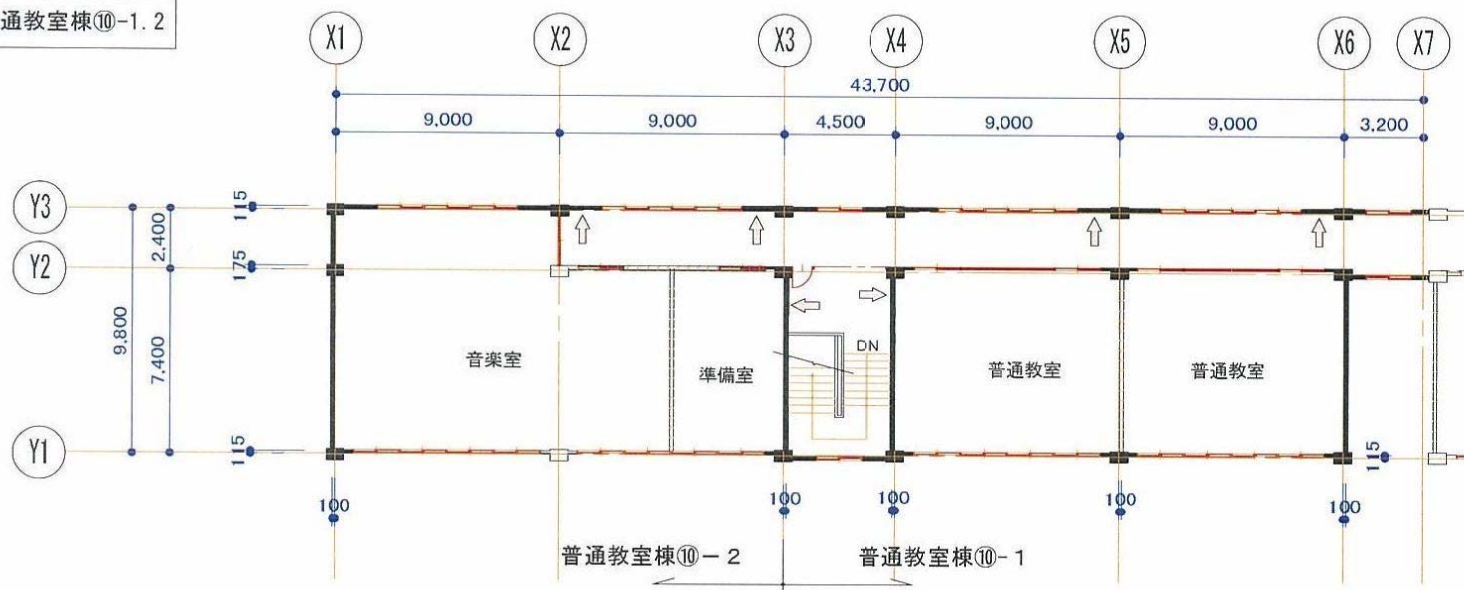 通教室棟⑩-1.2
X1 X2 X3 X4 X5 X6 X7
43,700
9,000 9,000 4,500 9,000 9,000 3,200
Y3
115
2,400
Y2
175
9,800
7,400
音楽室
準備室
DN
普通教室
普通教室
Y1
115
115
100 100 100 100 100
普通教室棟⑩－2
普通教室棟⑩-1